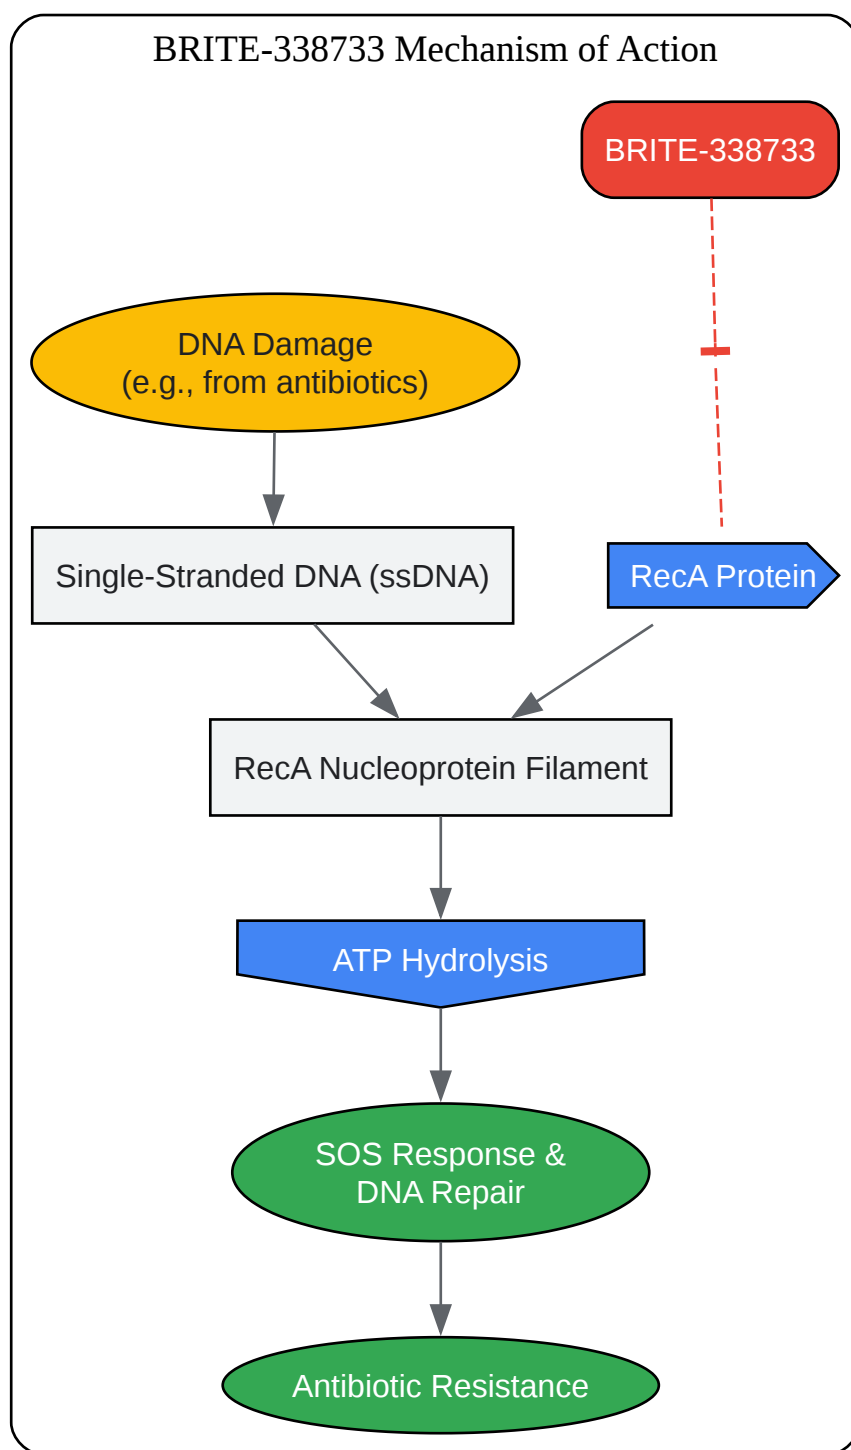 BRITE-338733 Mechanism of Action
BRITE-338733
DNA Damage
(e.g., from antibiotics)
Single-Stranded DNA (ssDNA)
RecA Protein
RecA Nucleoprotein Filament
ATP Hydrolysis
SOS Response &
DNA Repair
Antibiotic Resistance